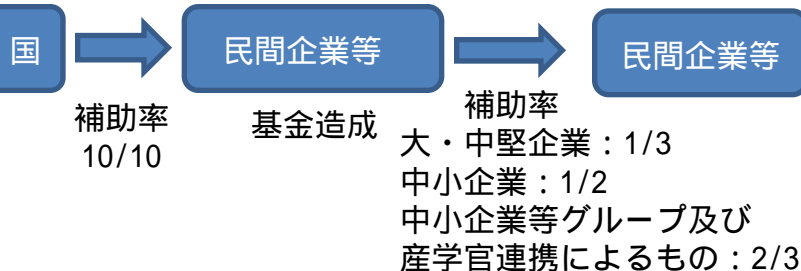 国
民間企業等
民間企業等
補助率
10/10
基金造成
補助率
大・中堅企業：1/3
中小企業：1/2
中小企業等グループ及び
産学官連携によるもの：2/3